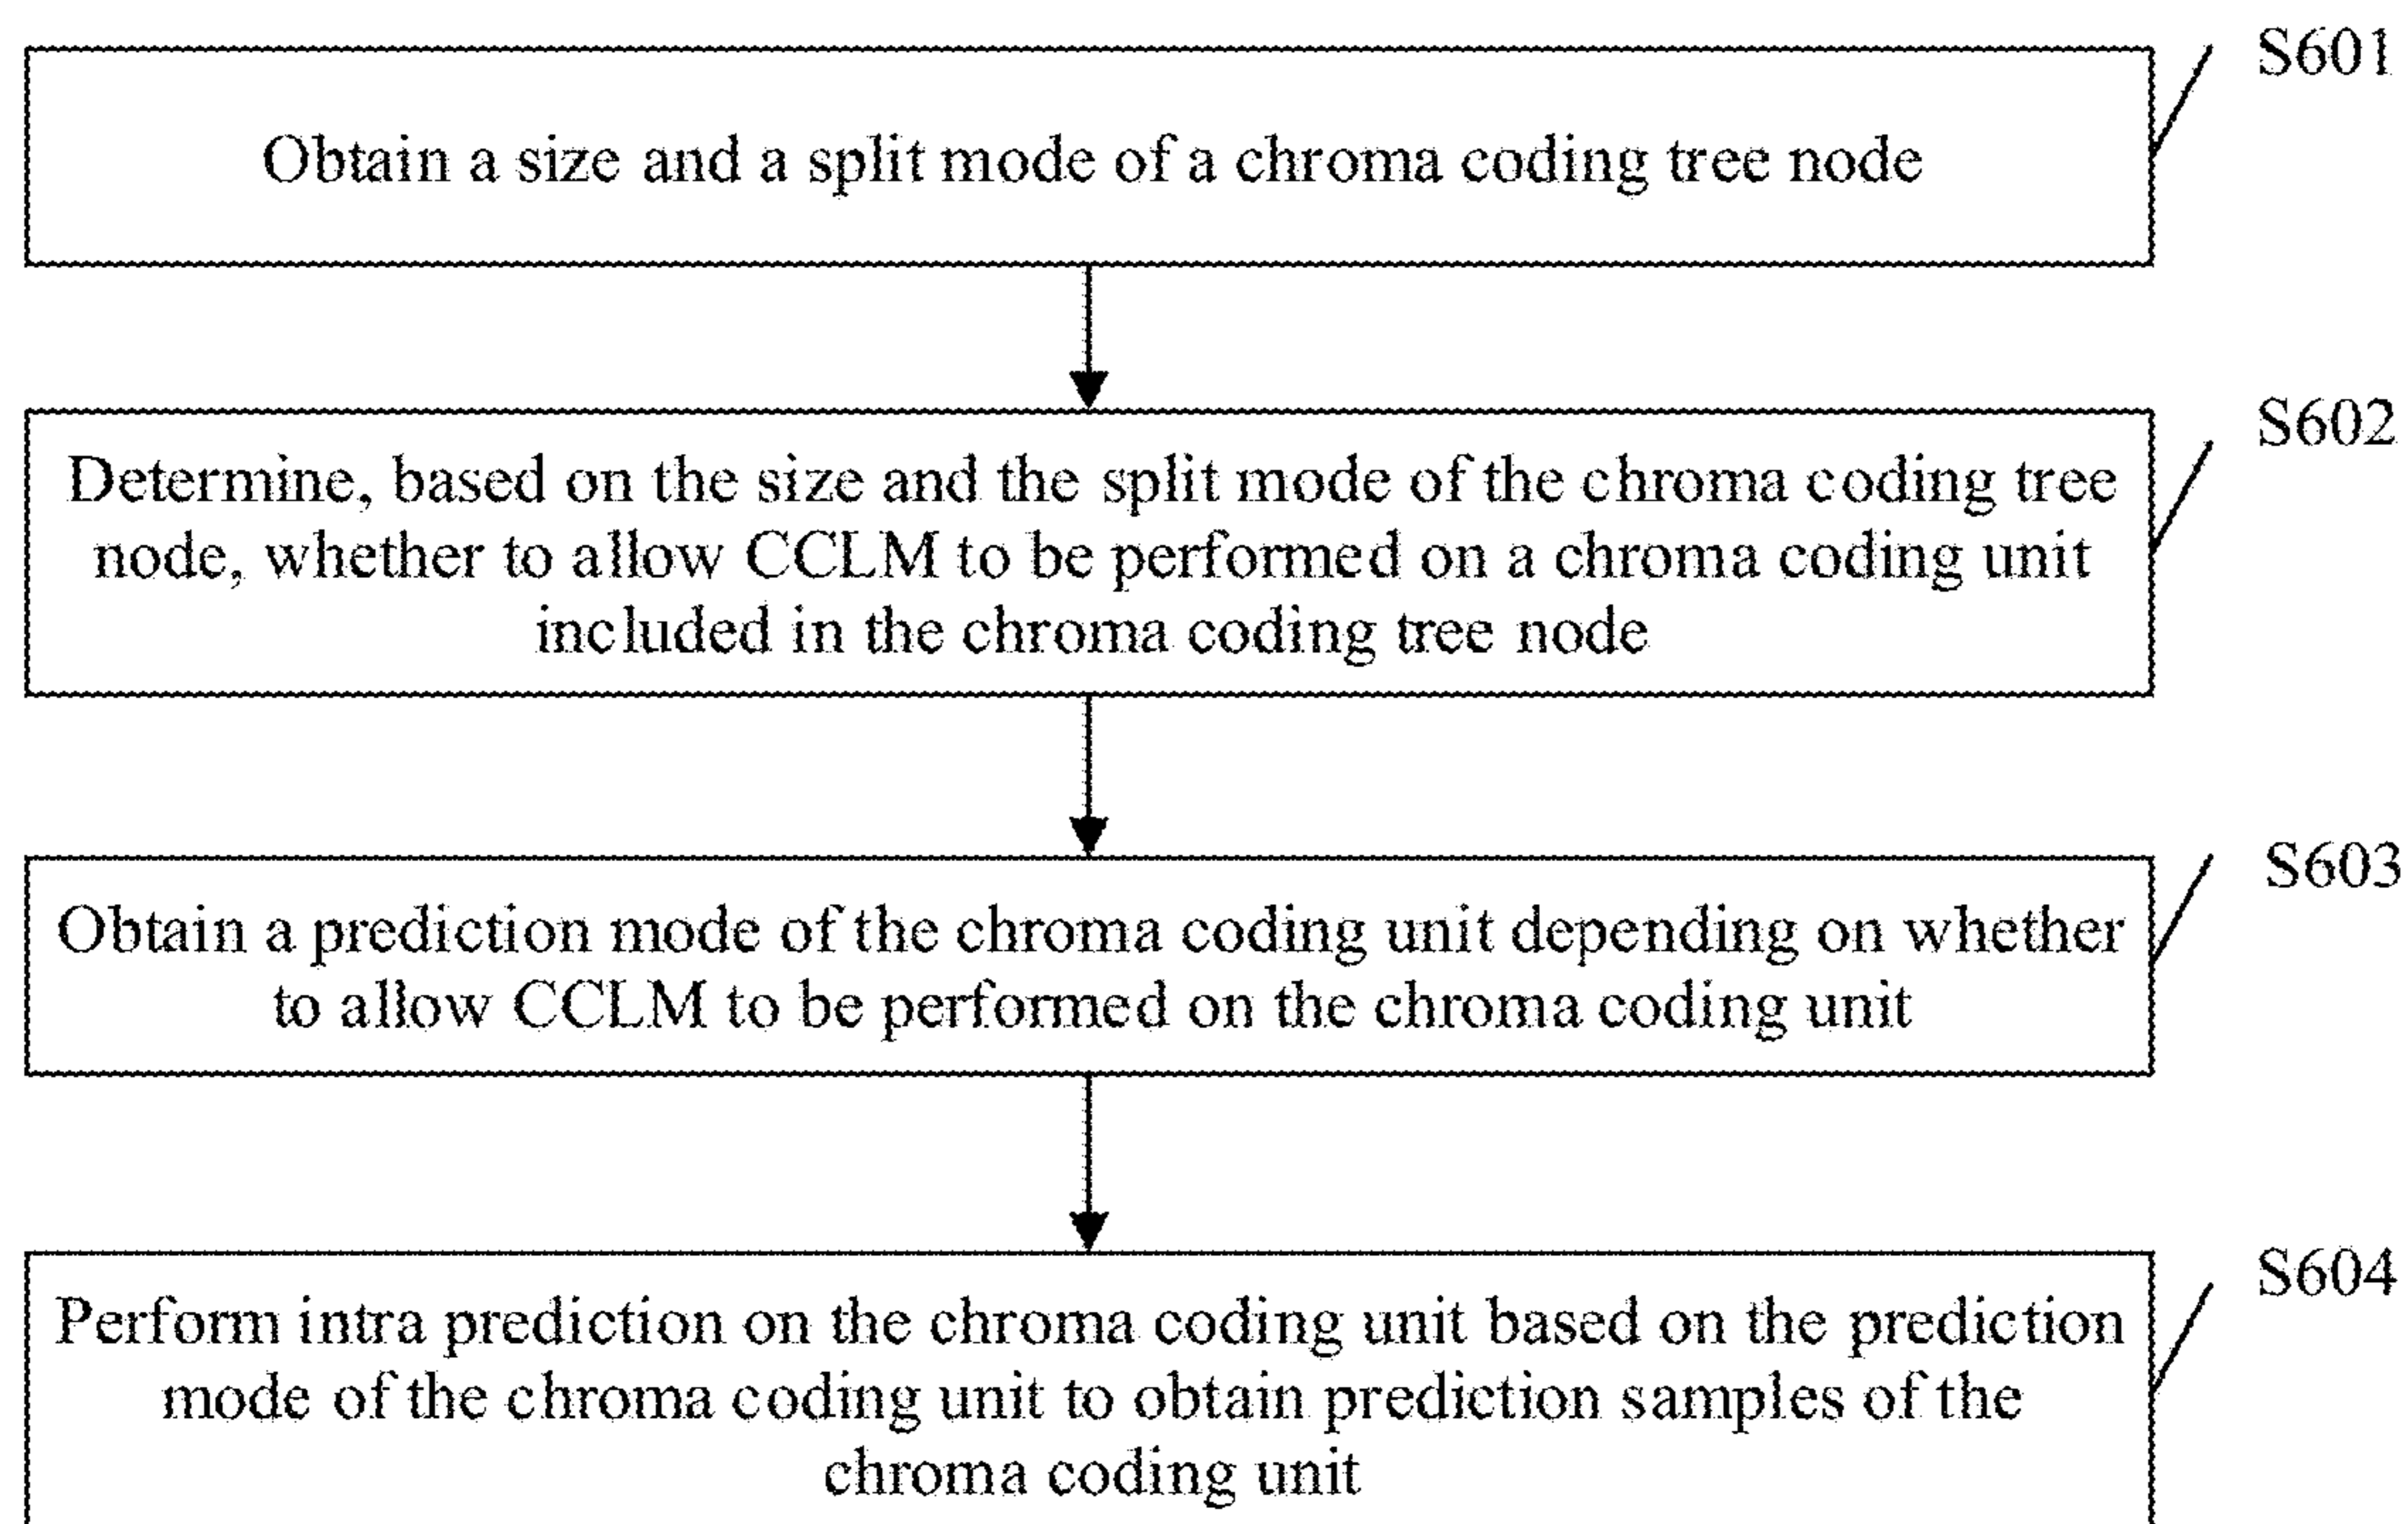 S601
Obtain a size and a split mode of a chroma coding tree node
S602
Determine, based on the size and the split mode of the chroma coding tree
node, whether to allow CCLM to be performed on a chroma coding unit
included in the chroma coding tree node
S603
Obtain a prediction mode of the chroma coding unit depending on whether
to allow CCLM to be performed on the chroma coding unit
S604
Perform intra prediction on the chroma coding unit based on the prediction
mode of the chroma coding unit to obtain prediction samples of the
chroma coding unit